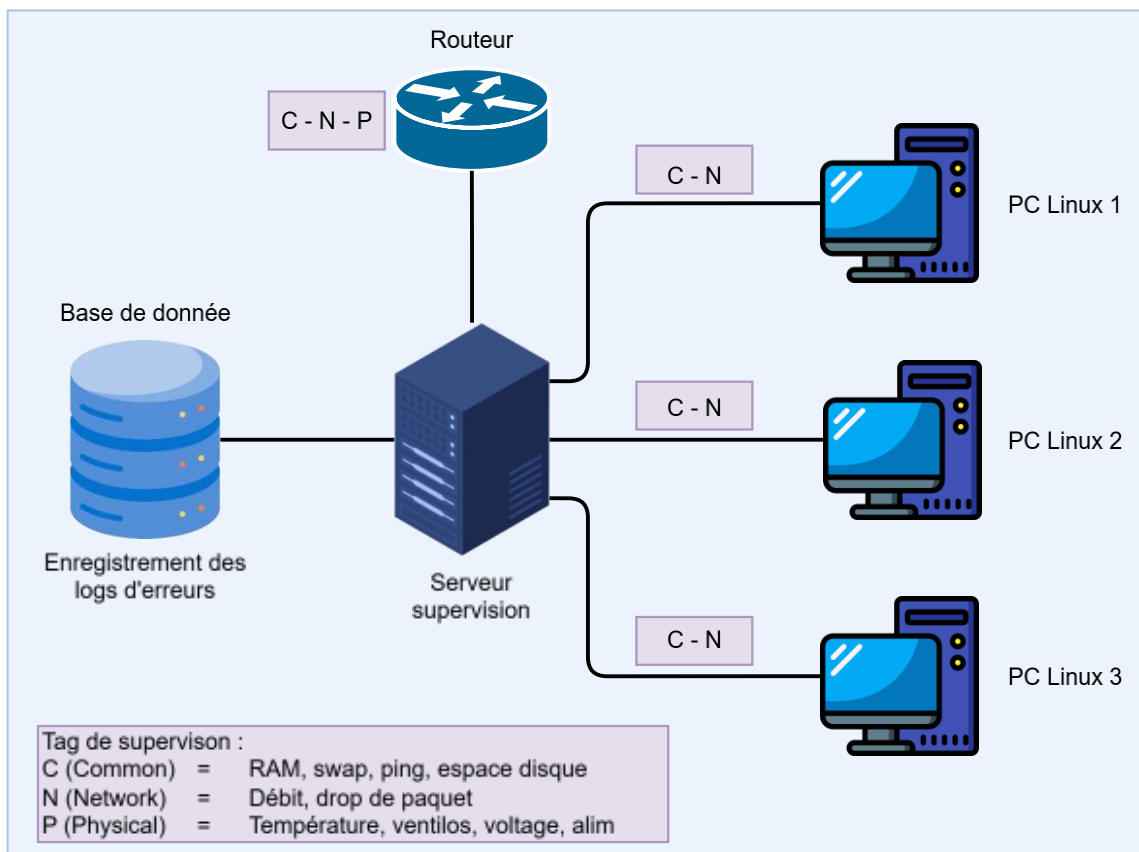 Routeur
C - N - P
C - N
PC Linux 1
Base de donnée
C - N
PC Linux 2
Enregistrement des
logs d'erreurs
Serveur
supervision
C - N
PC Linux 3
Tag de supervison :
C (Common) = RAM, swap, ping, espace disque
N (Network) = Débit, drop de paquet
P (Physical) = Température, ventilos, voltage, alim